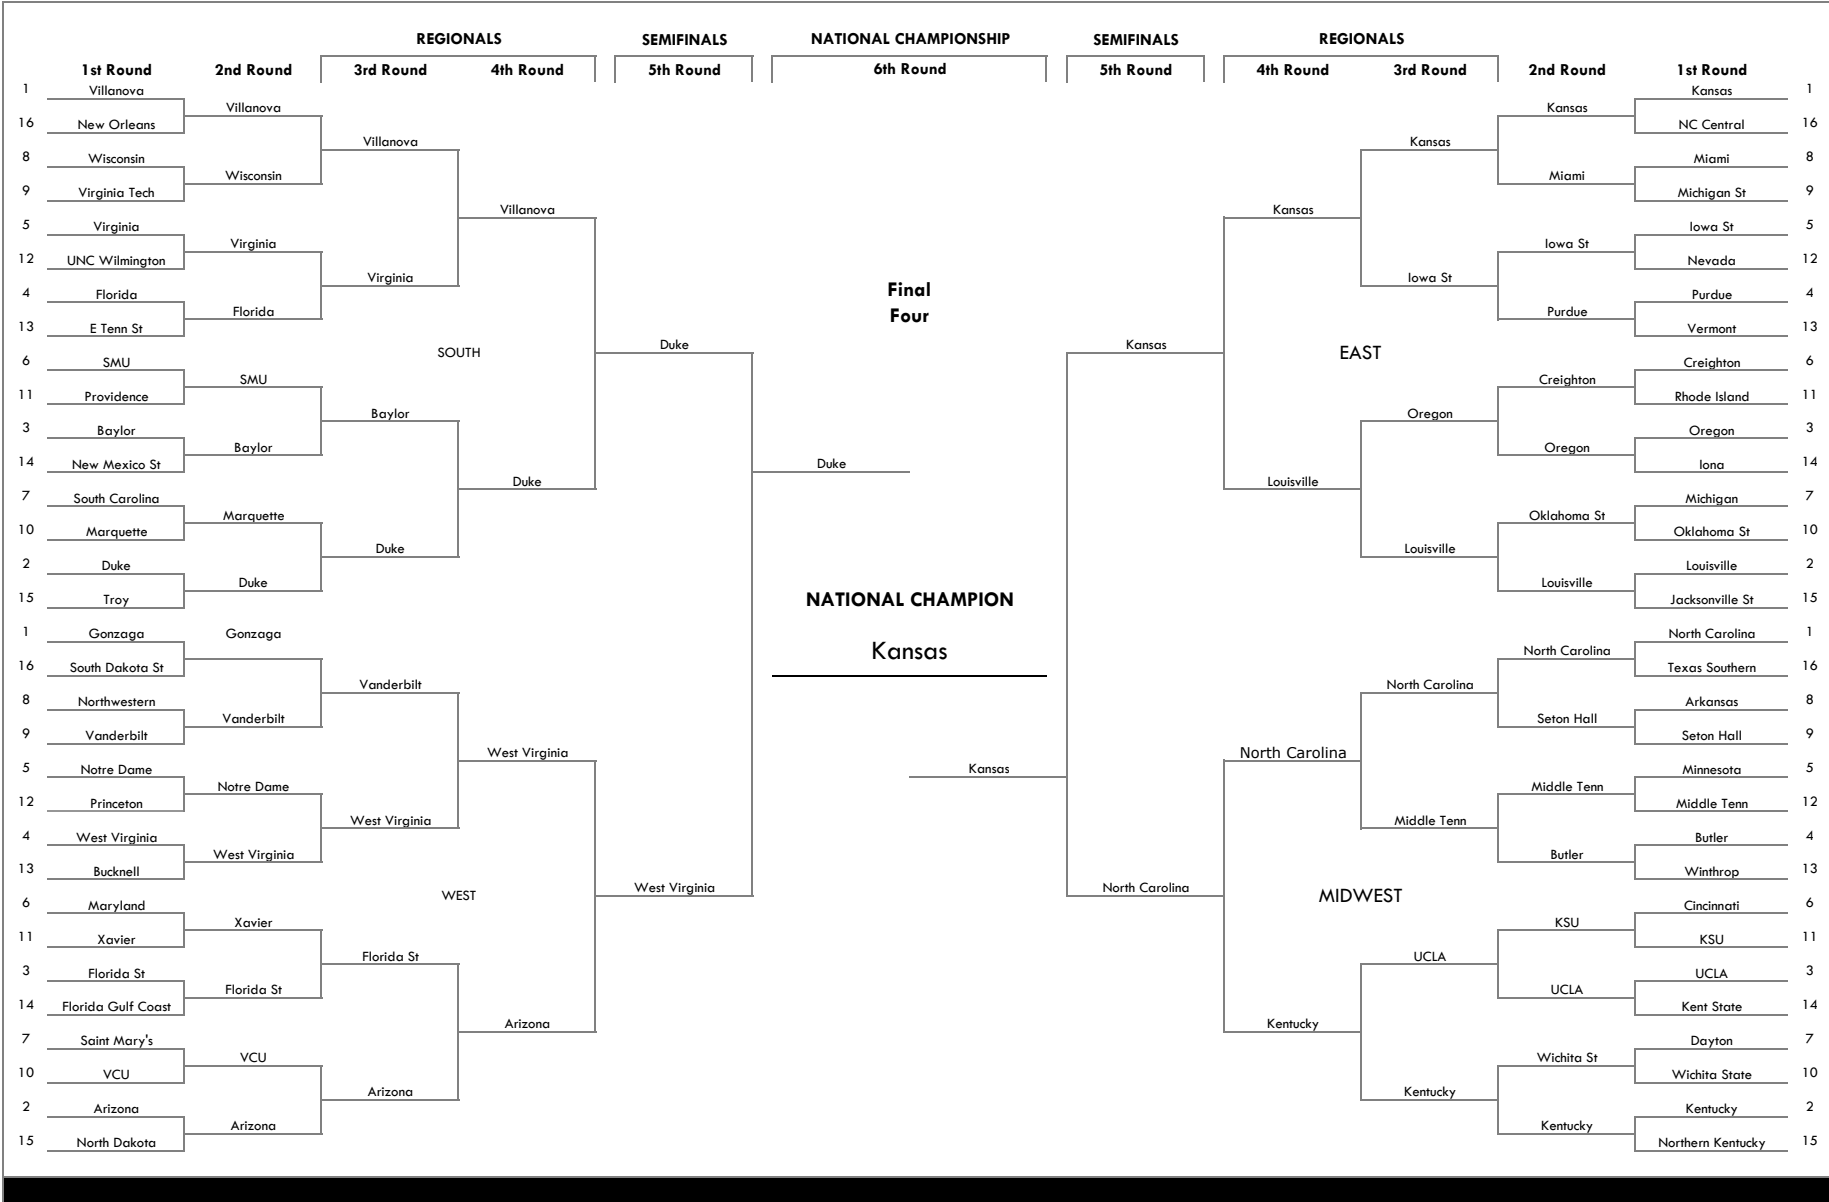 REGIONALS SEMIFINALS NATIONAL CHAMPIONSHIP SEMIFINALS REGIONALS
1st Round 2nd Round 3rd Round 4th Round 5th Round 6th Round 5th Round 4th Round 3rd Round 2nd Round 1st Round
1 Villanova Kansas 1
Villanova Kansas
16 New Orleans NC Central 16
Villanova Kansas
8 Wisconsin Miami 8
Wisconsin Miami
9 Virginia Tech Michigan St 9
Villanova Kansas
5 Virginia Iowa St 5
Virginia Iowa St
12 UNC Wilmington Nevada 12
Virginia Iowa St
Final
4 Florida Purdue 4
Florida Purdue
Four
13 E Tenn St Vermont 13
Duke Kansas
SOUTH EAST
6 SMU Creighton 6
SMU Creighton
11 Providence Rhode Island 11
Baylor Oregon
3 Baylor Oregon 3
Baylor Oregon
14 New Mexico St Duke Iona 14
Duke Louisville
7 South Carolina Michigan 7
Marquette Oklahoma St
10 Marquette Oklahoma St 10
Duke Louisville
2 Duke Louisville 2
Duke Louisville
15 Troy NATIONAL CHAMPION Jacksonville St 15
1 Gonzaga Gonzaga North Carolina 1
Kansas North Carolina
16 South Dakota St Texas Southern 16
Vanderbilt North Carolina
8 Northwestern Arkansas 8
Vanderbilt Seton Hall
9 Vanderbilt Seton Hall 9
West Virginia North Carolina
5 Notre Dame Kansas Minnesota 5
Notre Dame Middle Tenn
12 Princeton Middle Tenn 12
West Virginia Middle Tenn
4 West Virginia Butler 4
West Virginia Butler
13 Bucknell Winthrop 13
West Virginia North Carolina
WEST MIDWEST
6 Maryland Cincinnati 6
Xavier KSU
11 Xavier KSU 11
Florida St UCLA
3 Florida St UCLA 3
Florida St UCLA
14 Florida Gulf Coast Kent State 14
Arizona Kentucky
7 Saint Mary's Dayton 7
VCU Wichita St
10 VCU Wichita State 10
Arizona Kentucky
2 Arizona Kentucky 2
Arizona Kentucky
15 North Dakota Northern Kentucky 15